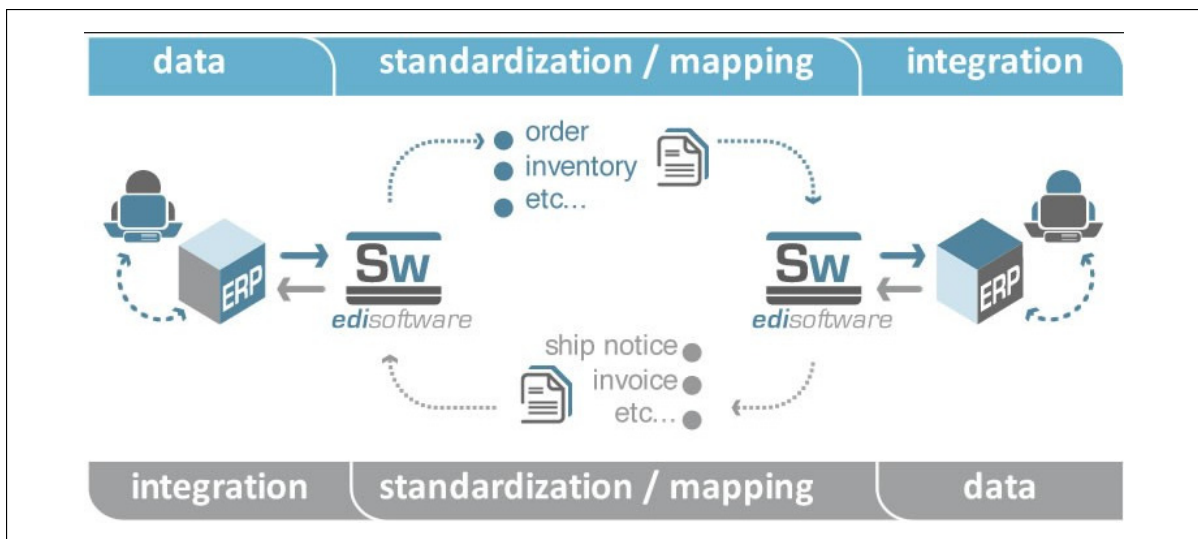 data standardization / mapping integration
order
inventory
etc...
ERP
Sw
edisoftware
Sw
edisoftware
ERP
ship notice
invoice
etc...
integration standardization / mapping data